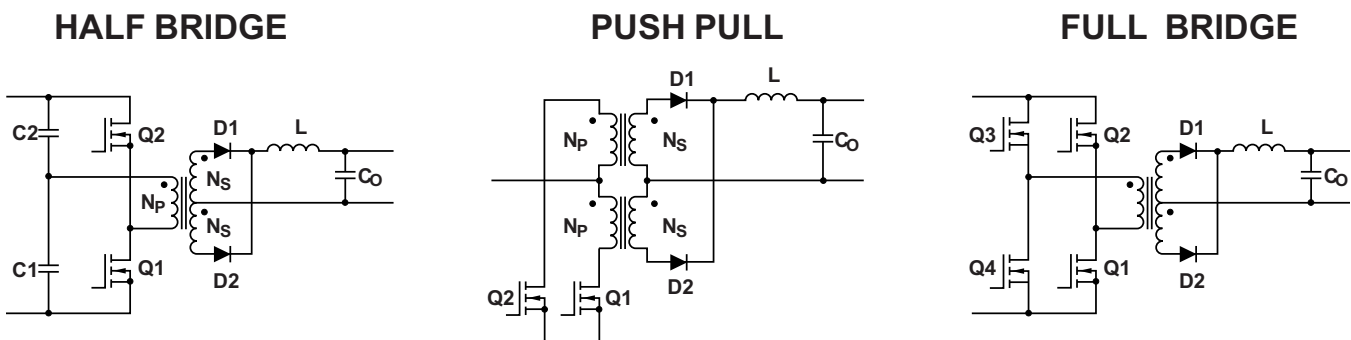 HALF BRIDGE
C2
Q2
D1
L
NP
NS
CO
NS
C1
Q1
D2
PUSH PULL
D1
L
NP
NS
CO
NP
NS
Q2
Q1
D2
FULL BRIDGE
Q3
Q2
D1
L
CO
Q4
Q1
D2